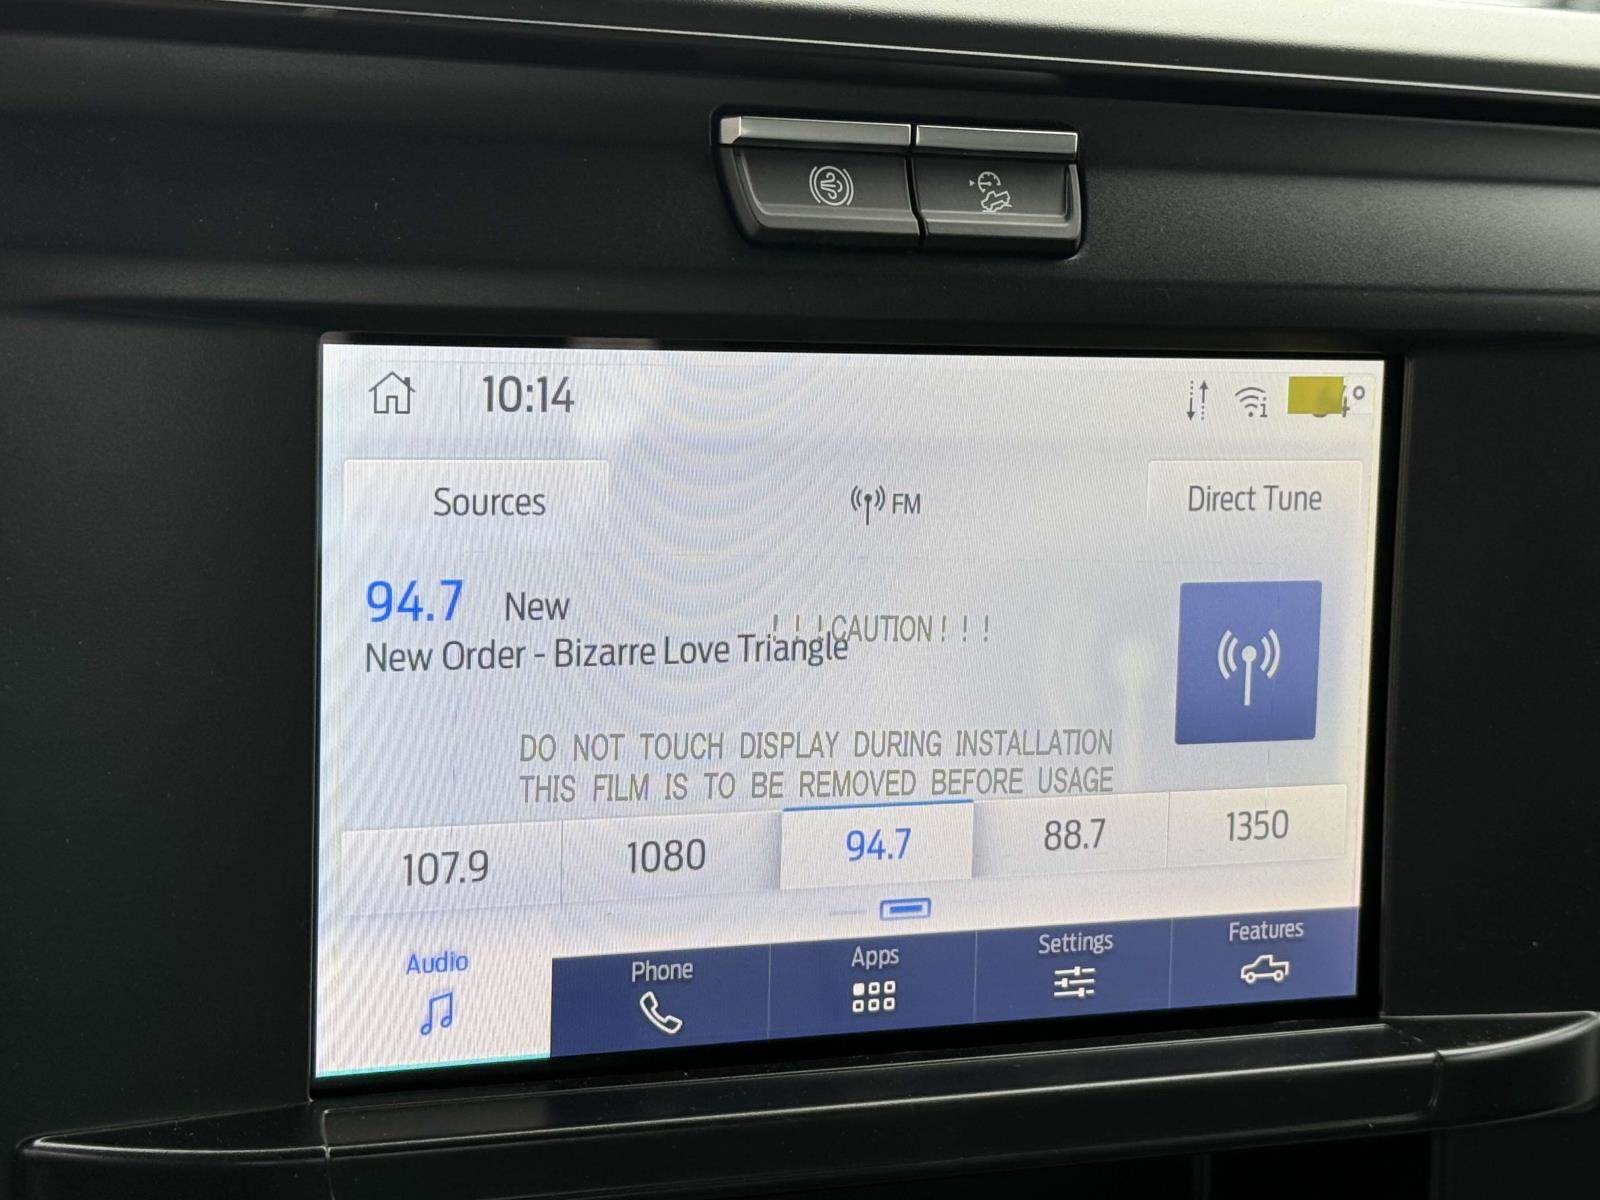 10:14
Sources
FM
Direct Tune
94.7 New
! ! ! CAUTION ! ! !
New Order - Bizarre Love Triangle
DO NOT TOUCH DISPLAY DURING INSTALLATION
THIS FILM IS TO BE REMOVED BEFORE USAGE
107.9 1080 94.7 88.7 1350
Audio Phone Apps Settings Features